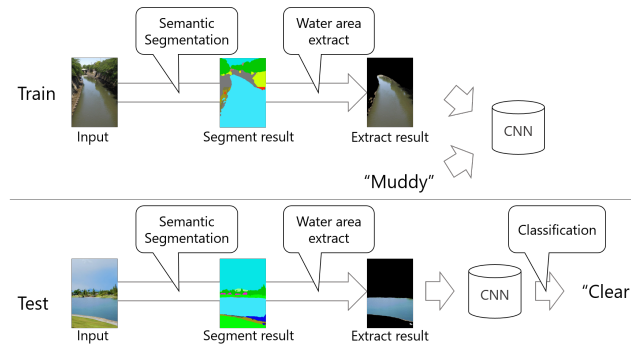 Semantic
Segmentation
Water area
extract
Train
CNN
Input
Segment result
Extract result
“Muddy”
Semantic
Segmentation
Water area
extract
Classification
Test
CNN
“Clear
Input
Segment result
Extract result